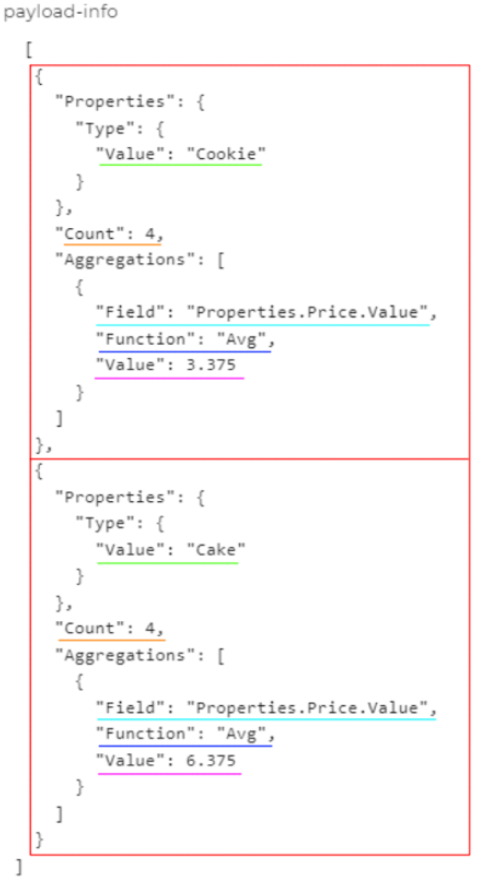 payload-info
[
{
"Properties": {
"Type": {
"Value": "Cookie"
}
},
"Count": 4,
"Aggregations": [
{
"Field": "Properties.Price.Value",
"Function": "Avg",
"Value": 3.375
}
]
},
{
"Properties": {
"Type": {
"Value": "Cake"
}
},
"Count": 4,
"Aggregations": [
{
"Field": "Properties.Price.Value",
"Function": "Avg",
"Value": 6.375
}
]
}
]